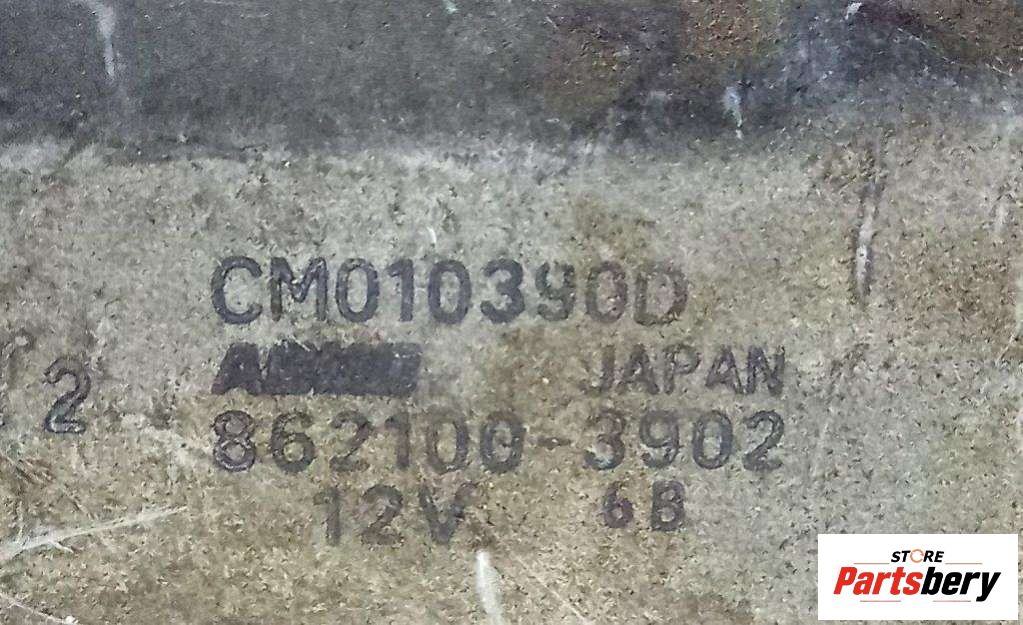 CM010390D
JAPAN
2
862100-3902
12V 6B
STORE
Partsbery